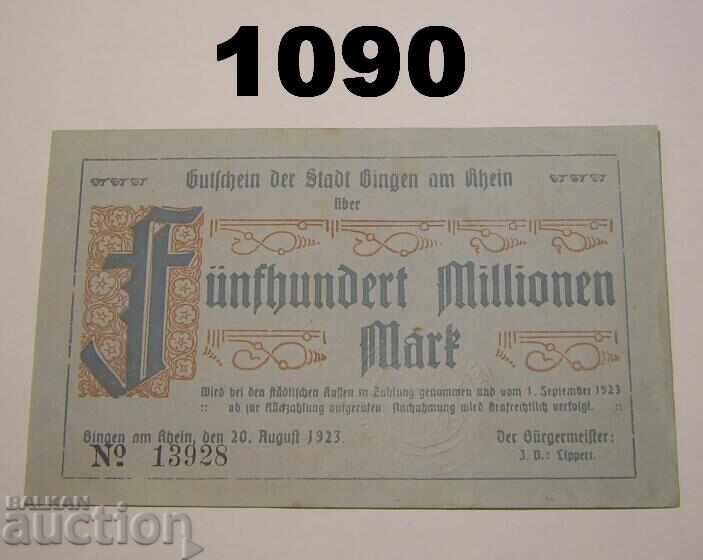 1090
Gutschein der Stadt Bingen am Rhein
über
Fünfhundert Millionen
Mark
Wird bei den städtischen Kassen in Zahlung genommen und vom 1. September 1923
:: ab zur Rückzahlung aufgerufen. Nachahmung wird strafrechtlich verfolgt. ::
Bingen am Rhein, den 20. August 1923.
Der Bürgermeister:
No 13928
J. V.: Lippert.
BALKAN
auction